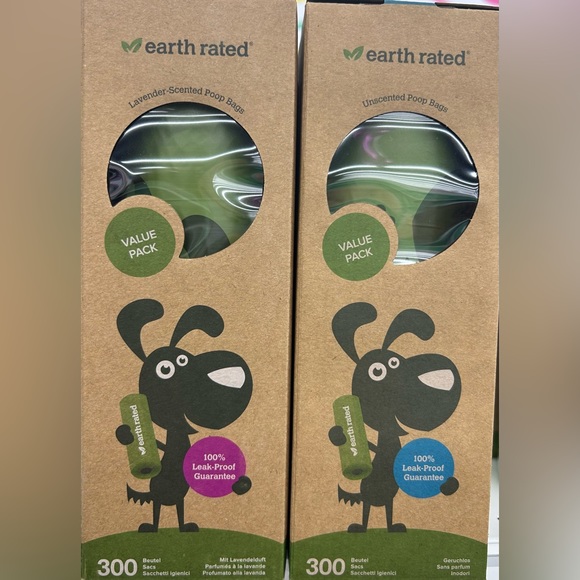 earth rated®
Lavender-Scented Poop Bags
VALUE
PACK
earth rated
100%
Leak-Proof
Guarantee
300
Beutel
Sacs
Sacchetti igienici
Mit Lavendelduft
Parfumés à la lavande
Profumato alla lavanda
earth rated®
Unscented Poop Bags
VALUE
PACK
earth rated
100%
Leak-Proof
Guarantee
300
Beutel
Sacs
Sacchetti igienici
Geruchlos
Sans parfum
Inodori